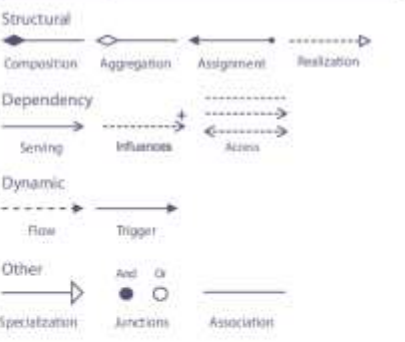 Structural
Composition Aggregation Assignment Realization
Dependency
+
Serving Influences Access
Dynamic
Flow Trigger
Other
And Or
Specialization Junctions Association